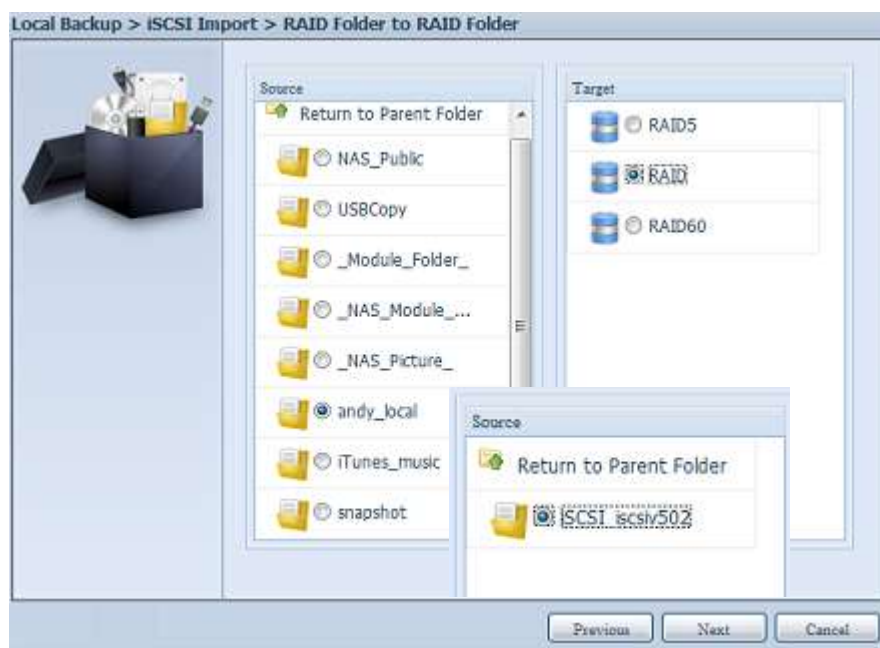 Local Backup > iSCSI Import > RAID Folder to RAID Folder
Source
Return to Parent Folder
NAS_Public
USBCopy
_Module_Folder_
_NAS_Module_...
_NAS_Picture_
andy_local
iTunes_music
snapshot
Target
RAID5
RAID
RAID60
Source
Return to Parent Folder
iSCSI_iscsiv502
Previous
Next
Cancel